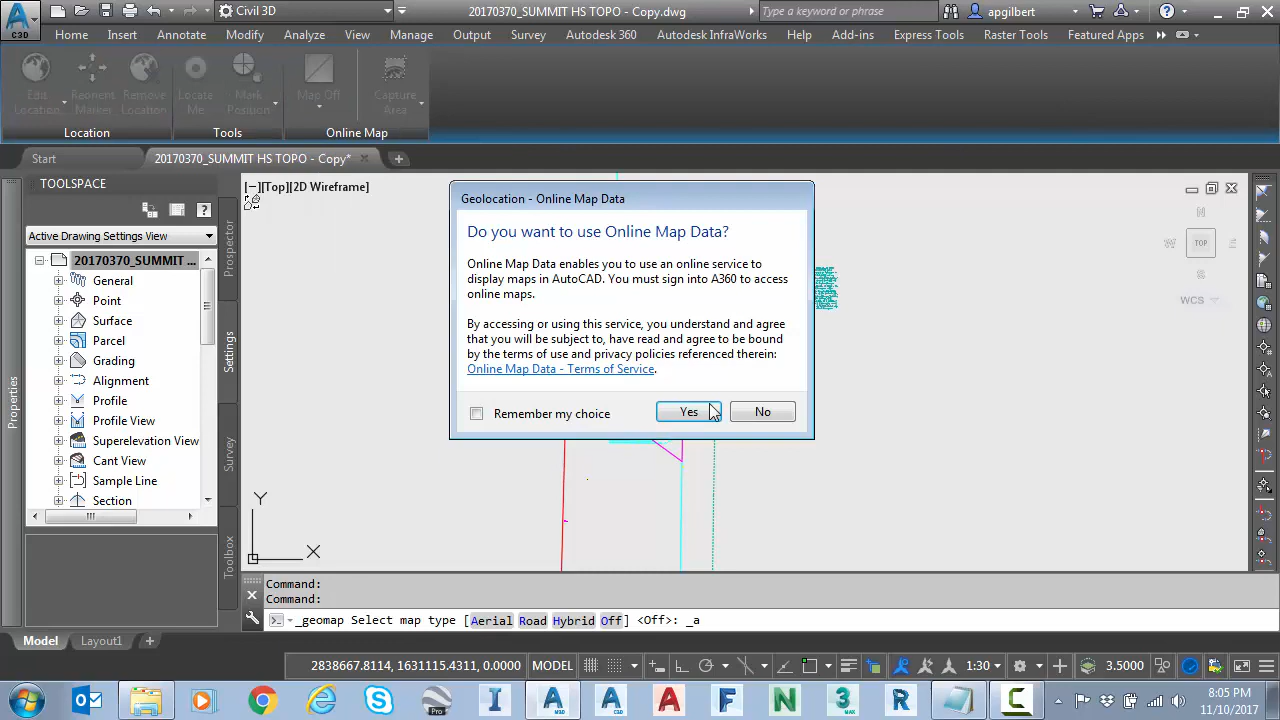 Civil 3D
20170370_SUMMIT HS TOPO - Copy.dwg
Type a keyword or phrase
apgilbert
C3D
Home Insert Annotate Modify Analyze View Manage Output Survey Autodesk 360 Autodesk InfraWorks Help Add-ins Express Tools Raster Tools Featured Apps
Edit Location
Reorient Marker
Remove Location
Locate Me
Mark Position
Map Off
Capture Area
Location Tools Online Map
Start
20170370_SUMMIT HS TOPO - Copy*
TOOLSPACE
[−][Top][2D Wireframe]
Active Drawing Settings View
20170370_SUMMIT ...
General
Point
Surface
Parcel
Grading
Alignment
Profile
Profile View
Superelevation View
Cant View
Sample Line
Section
Properties
Prospector
Settings
Survey
Toolbox
Geolocation - Online Map Data
Do you want to use Online Map Data?
Online Map Data enables you to use an online service to
display maps in AutoCAD. You must sign into A360 to access
online maps.
By accessing or using this service, you understand and agree
that you will be subject to, have read and agree to be bound
by the terms of use and privacy policies referenced therein:
Online Map Data - Terms of Service.
Remember my choice
Yes
No
N
W
TOP
E
S
WCS
Y
X
Command:
Command:
_geomap Select map type [Aerial Road Hybrid Off] <Off>: _a
Model
Layout1
2838667.8114, 1631115.4311, 0.0000
MODEL
1:30
3.5000
Pro
8:05 PM
11/10/2017